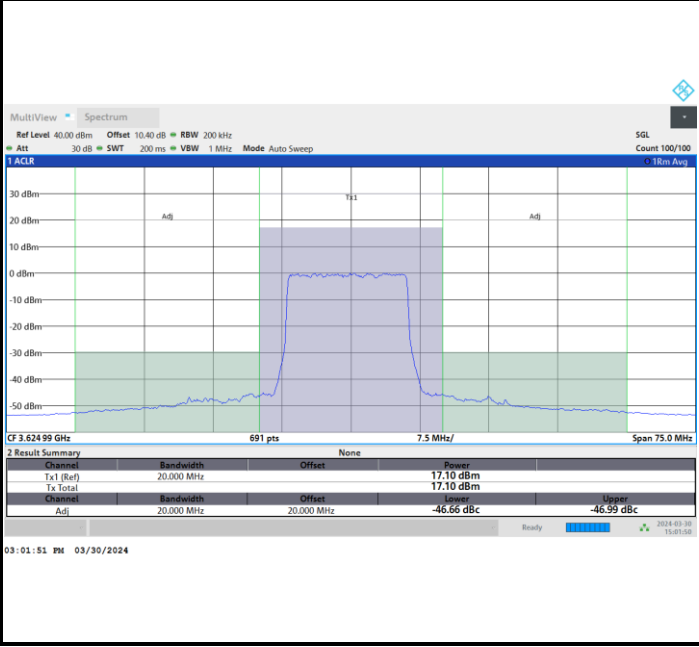 MultiView Spectrum
Ref Level 40.00 dBm Offset 10.40 dB RBW 200 kHz SGL
Att 30 dB SWT 200 ms VBW 1 MHz Mode Auto Sweep Count 100/100
1 ACLR 1Rm Avg
30 dBm
Tx1
20 dBm Adj Adj
10 dBm
0 dBm
-10 dBm
-20 dBm
-30 dBm
-40 dBm
-50 dBm
CF 3.624 99 GHz 691 pts 7.5 MHz/ Span 75.0 MHz
2 Result Summary None
Channel Bandwidth Offset Power
Tx1 (Ref) 20.000 MHz 17.10 dBm
Tx Total 17.10 dBm
Channel Bandwidth Offset Lower Upper
Adj 20.000 MHz 20.000 MHz -46.66 dBc -46.99 dBc
Ready 2024-03-30
15:01:50
03:01:51 PM 03/30/2024